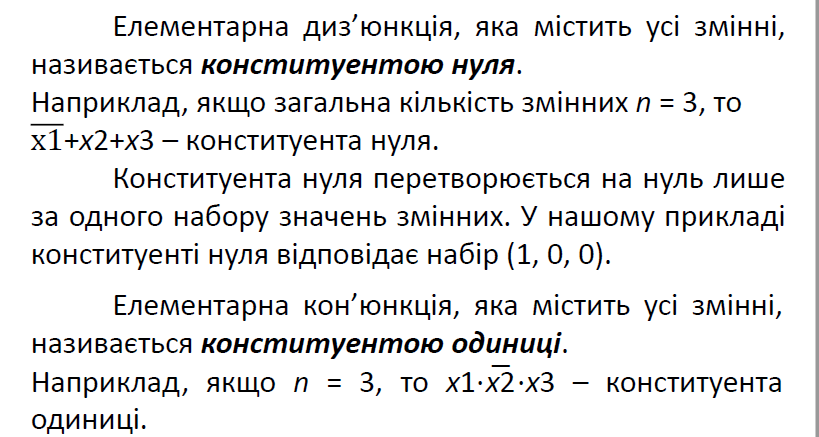 Елементарна диз’юнкція, яка містить усі змінні,
називається конституентою нуля.
Наприклад, якщо загальна кількість змінних n = 3, то
x̅1̅+x2+x3 – конституента нуля.
Конституента нуля перетворюється на нуль лише
за одного набору значень змінних. У нашому прикладі
конституенті нуля відповідає набір (1, 0, 0).
Елементарна кон’юнкція, яка містить усі змінні,
називається конституентою одиниці.
Наприклад, якщо n = 3, то x1·x̅2̅·x3 – конституента
одиниці.